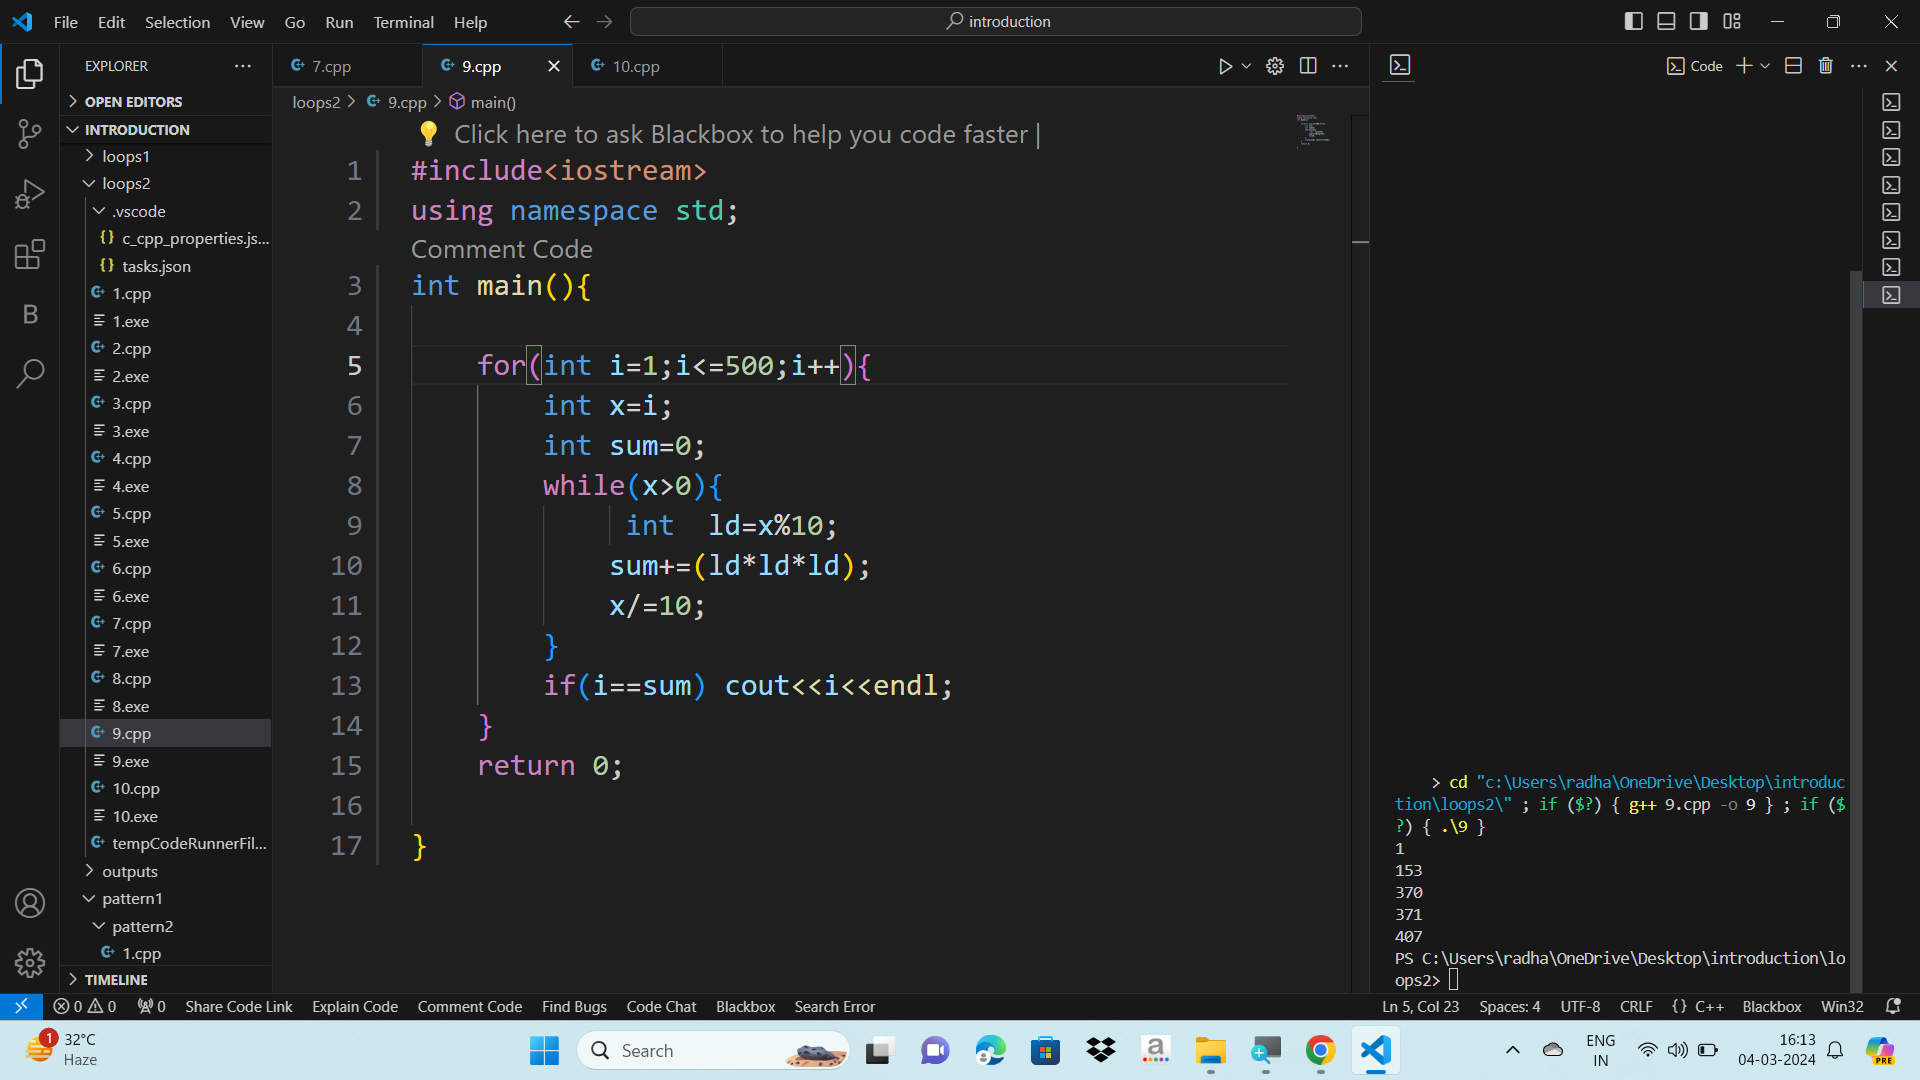 File Edit Selection View Go Run Terminal Help
introduction
EXPLORER
OPEN EDITORS
INTRODUCTION
loops1
loops2
.vscode
{} c_cpp_properties.js...
{} tasks.json
1.cpp
1.exe
2.cpp
2.exe
3.cpp
3.exe
4.cpp
4.exe
5.cpp
5.exe
6.cpp
6.exe
7.cpp
7.exe
8.cpp
8.exe
9.cpp
9.exe
10.cpp
10.exe
tempCodeRunnerFil...
outputs
pattern1
pattern2
1.cpp
TIMELINE
7.cpp 9.cpp 10.cpp
loops2 > 9.cpp > main()
Click here to ask Blackbox to help you code faster |
1 #include<iostream>
2 using namespace std;
Comment Code
3 int main(){
4
5 for(int i=1;i<=500;i++){
6 int x=i;
7 int sum=0;
8 while(x>0){
9 int  ld=x%10;
10 sum+=(ld*ld*ld);
11 x/=10;
12 }
13 if(i==sum) cout<<i<<endl;
14 }
15 return 0;
16
17 }
Code
> cd "c:\Users\radha\OneDrive\Desktop\introduc
tion\loops2\" ; if ($?) { g++ 9.cpp -o 9 } ; if ($
?) { .\9 }
1
153
370
371
407
PS C:\Users\radha\OneDrive\Desktop\introduction\lo
ops2>
0 0 0 Share Code Link Explain Code Comment Code Find Bugs Code Chat Blackbox Search Error
Ln 5, Col 23 Spaces: 4 UTF-8 CRLF {} C++ Blackbox Win32
B
1
32°C
Haze
Search
a
ENG
IN
16:13
04-03-2024
PRE